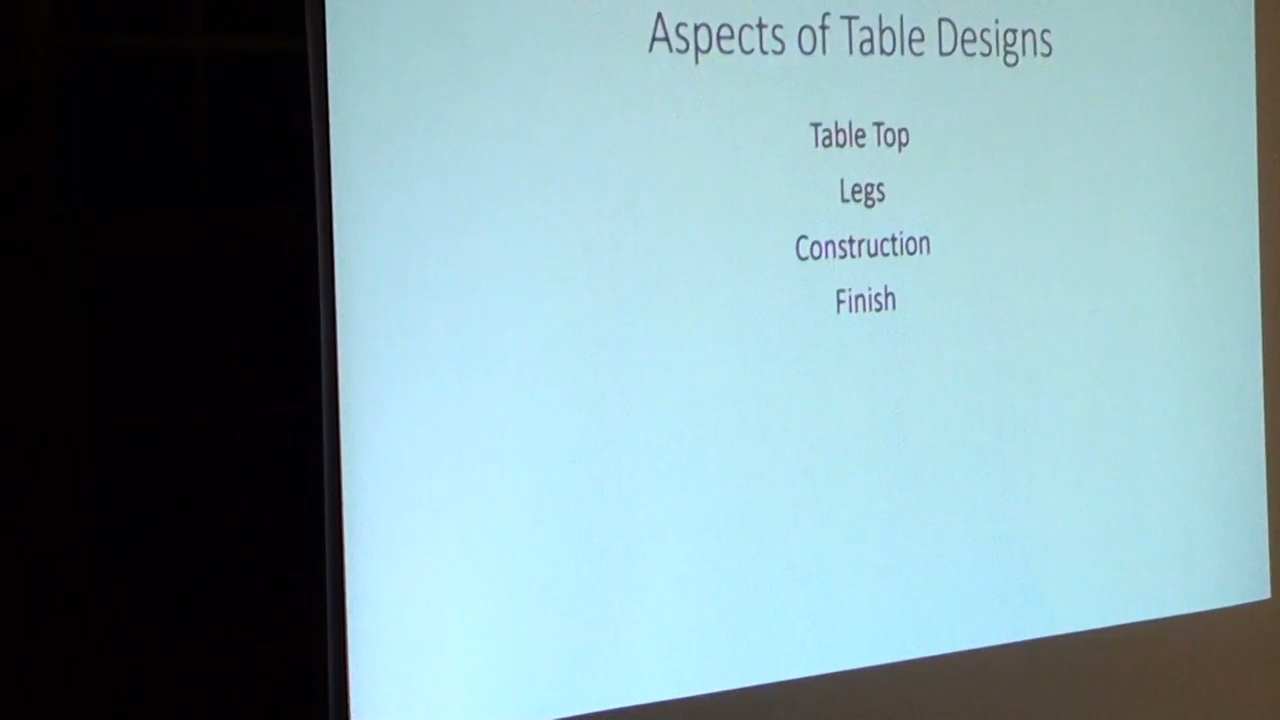 Aspects of Table Designs
Table Top
Legs
Construction
Finish